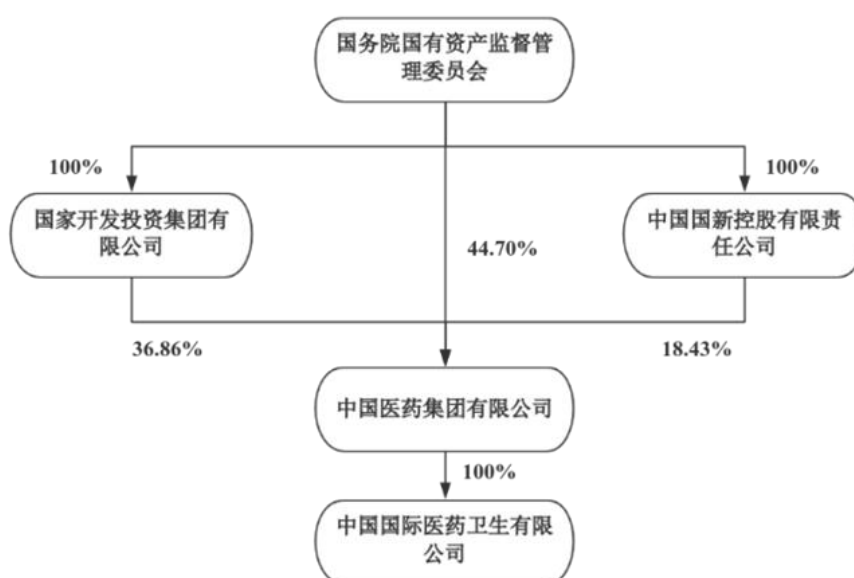 国务院国有资产监督管
理委员会
100%
100%
国家开发投资集团有
限公司
44.70%
中国国新控股有限责
任公司
36.86%
18.43%
中国医药集团有限公司
100%
中国国际医药卫生有限
公司